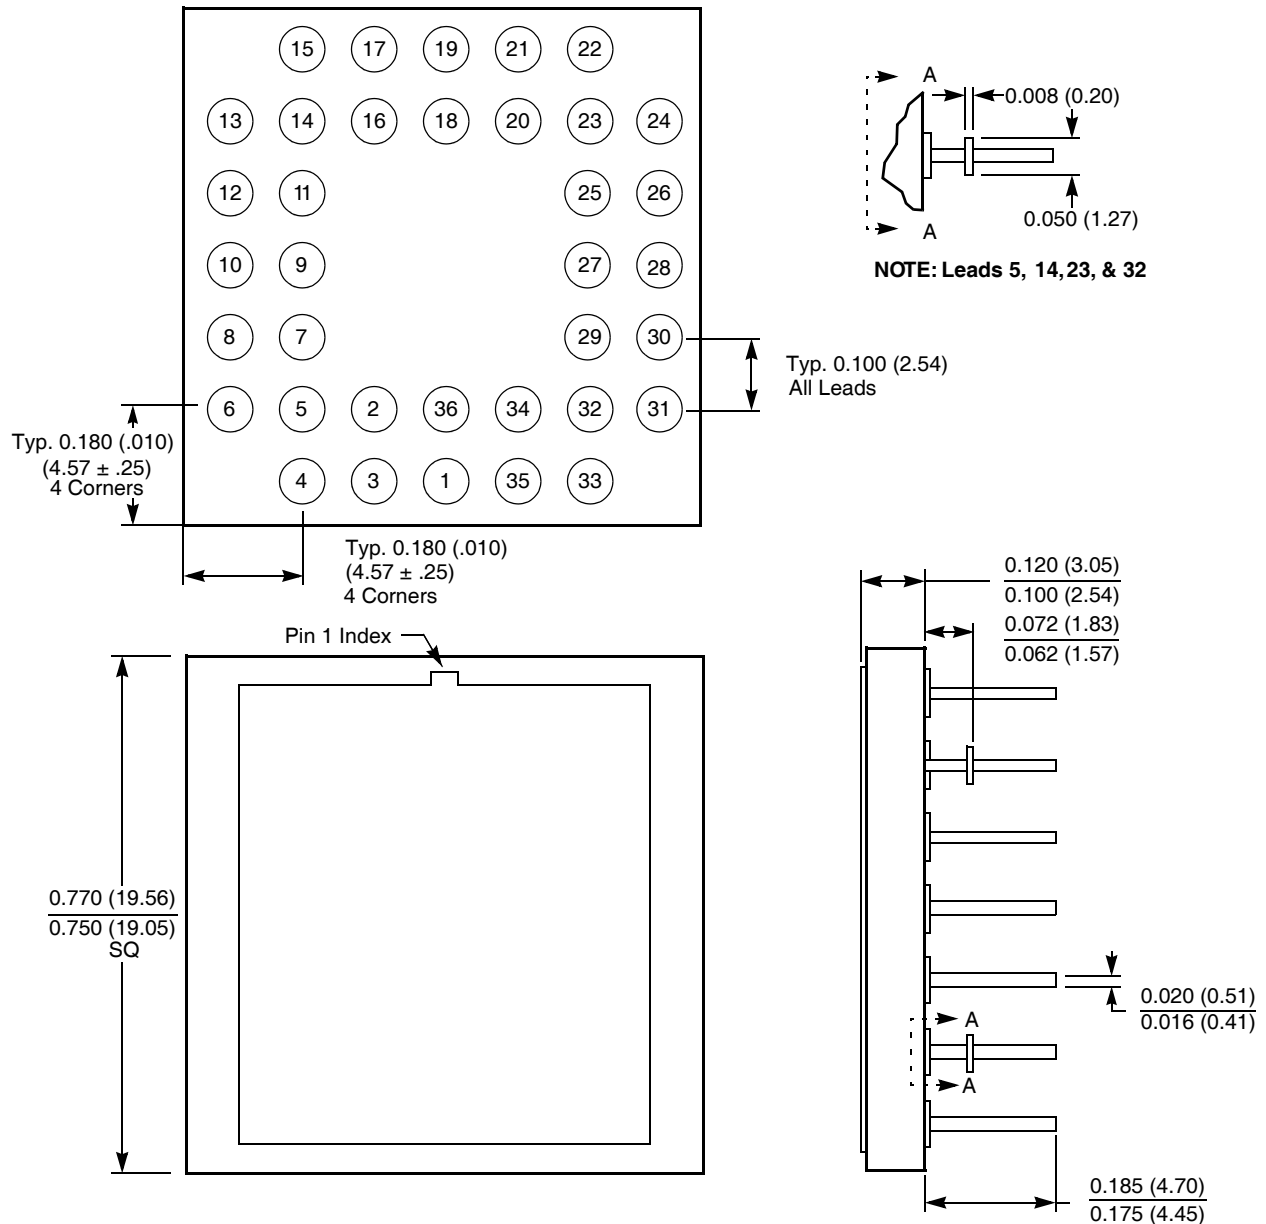 15 17 19 21 22
13 14 16 18 20 23 24
12 11 25 26
10 9 27 28
8 7 29 30
6 5 2 36 34 32 31
4 3 1 35 33
Typ. 0.180 (.010)
(4.57 ± .25)
4 Corners
Typ. 0.180 (.010)
(4.57 ± .25)
4 Corners
Typ. 0.100 (2.54)
All Leads
A
0.008 (0.20)
0.050 (1.27)
A
NOTE: Leads 5, 14, 23, & 32
Pin 1 Index
0.770 (19.56)
0.750 (19.05)
SQ
0.120 (3.05)
0.100 (2.54)
0.072 (1.83)
0.062 (1.57)
0.020 (0.51)
0.016 (0.41)
A
A
0.185 (4.70)
0.175 (4.45)